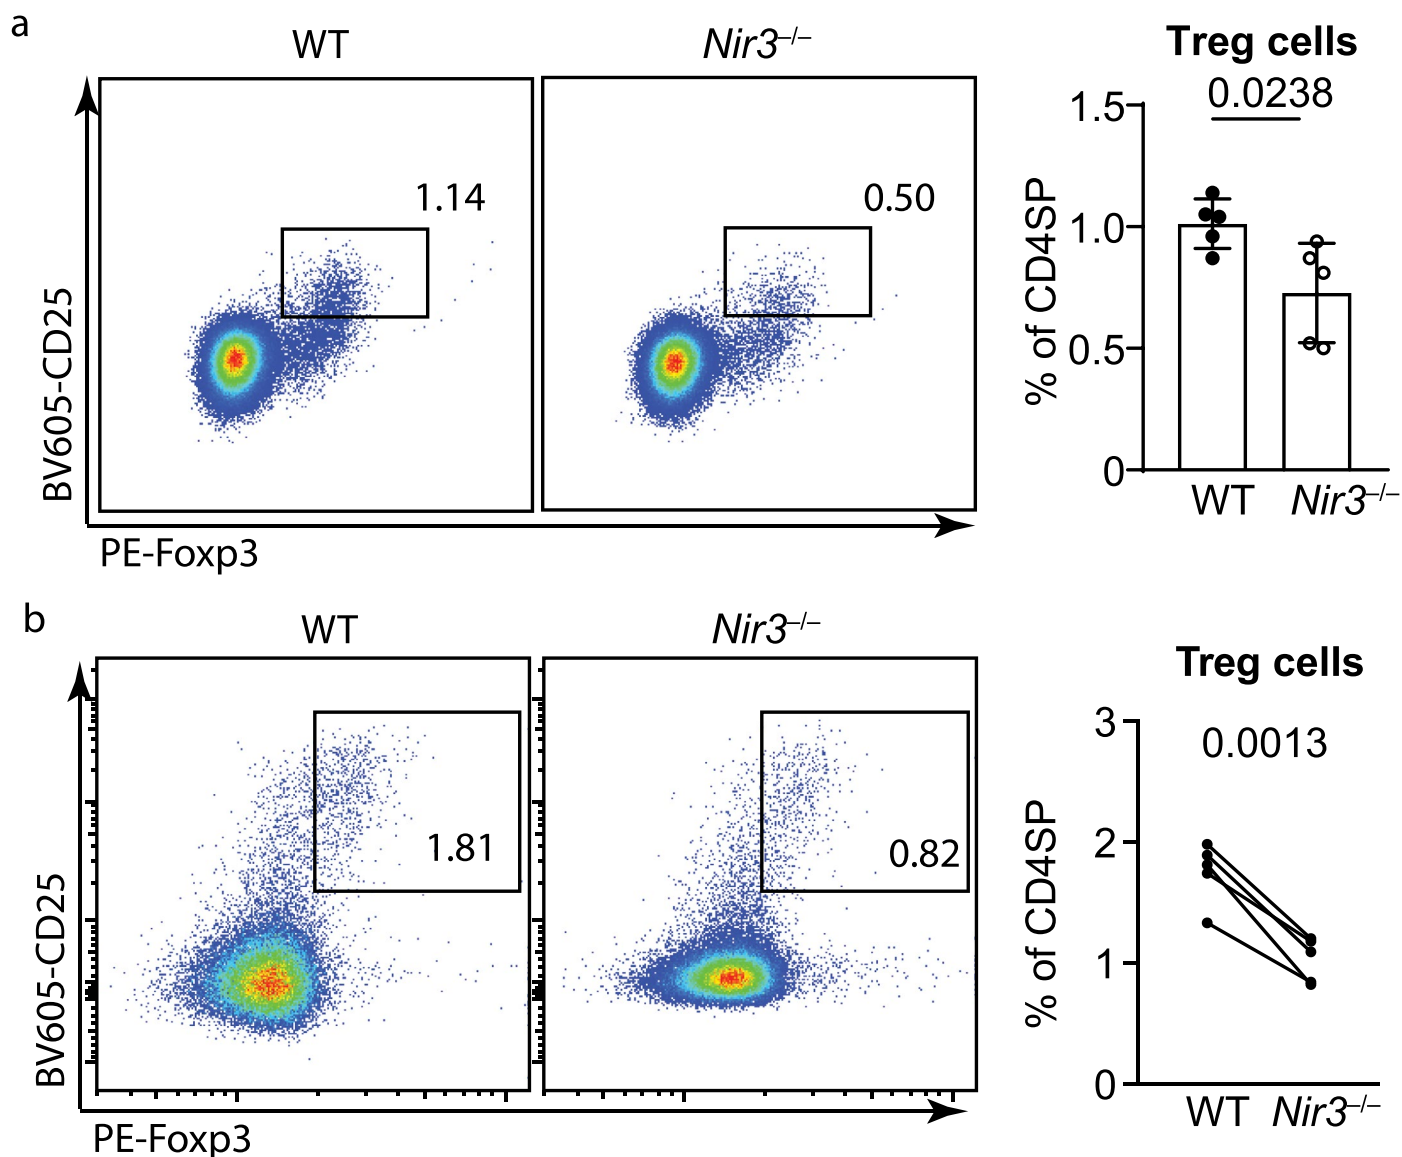 a
WT
Nir3–/–
1.14
0.50
BV605-CD25
PE-Foxp3
Treg cells
0.0238
1.5
1.0
0.5
0
% of CD4SP
WT
Nir3–/–
b
WT
Nir3–/–
1.81
0.82
BV605-CD25
PE-Foxp3
Treg cells
0.0013
3
2
1
0
% of CD4SP
WT
Nir3–/–